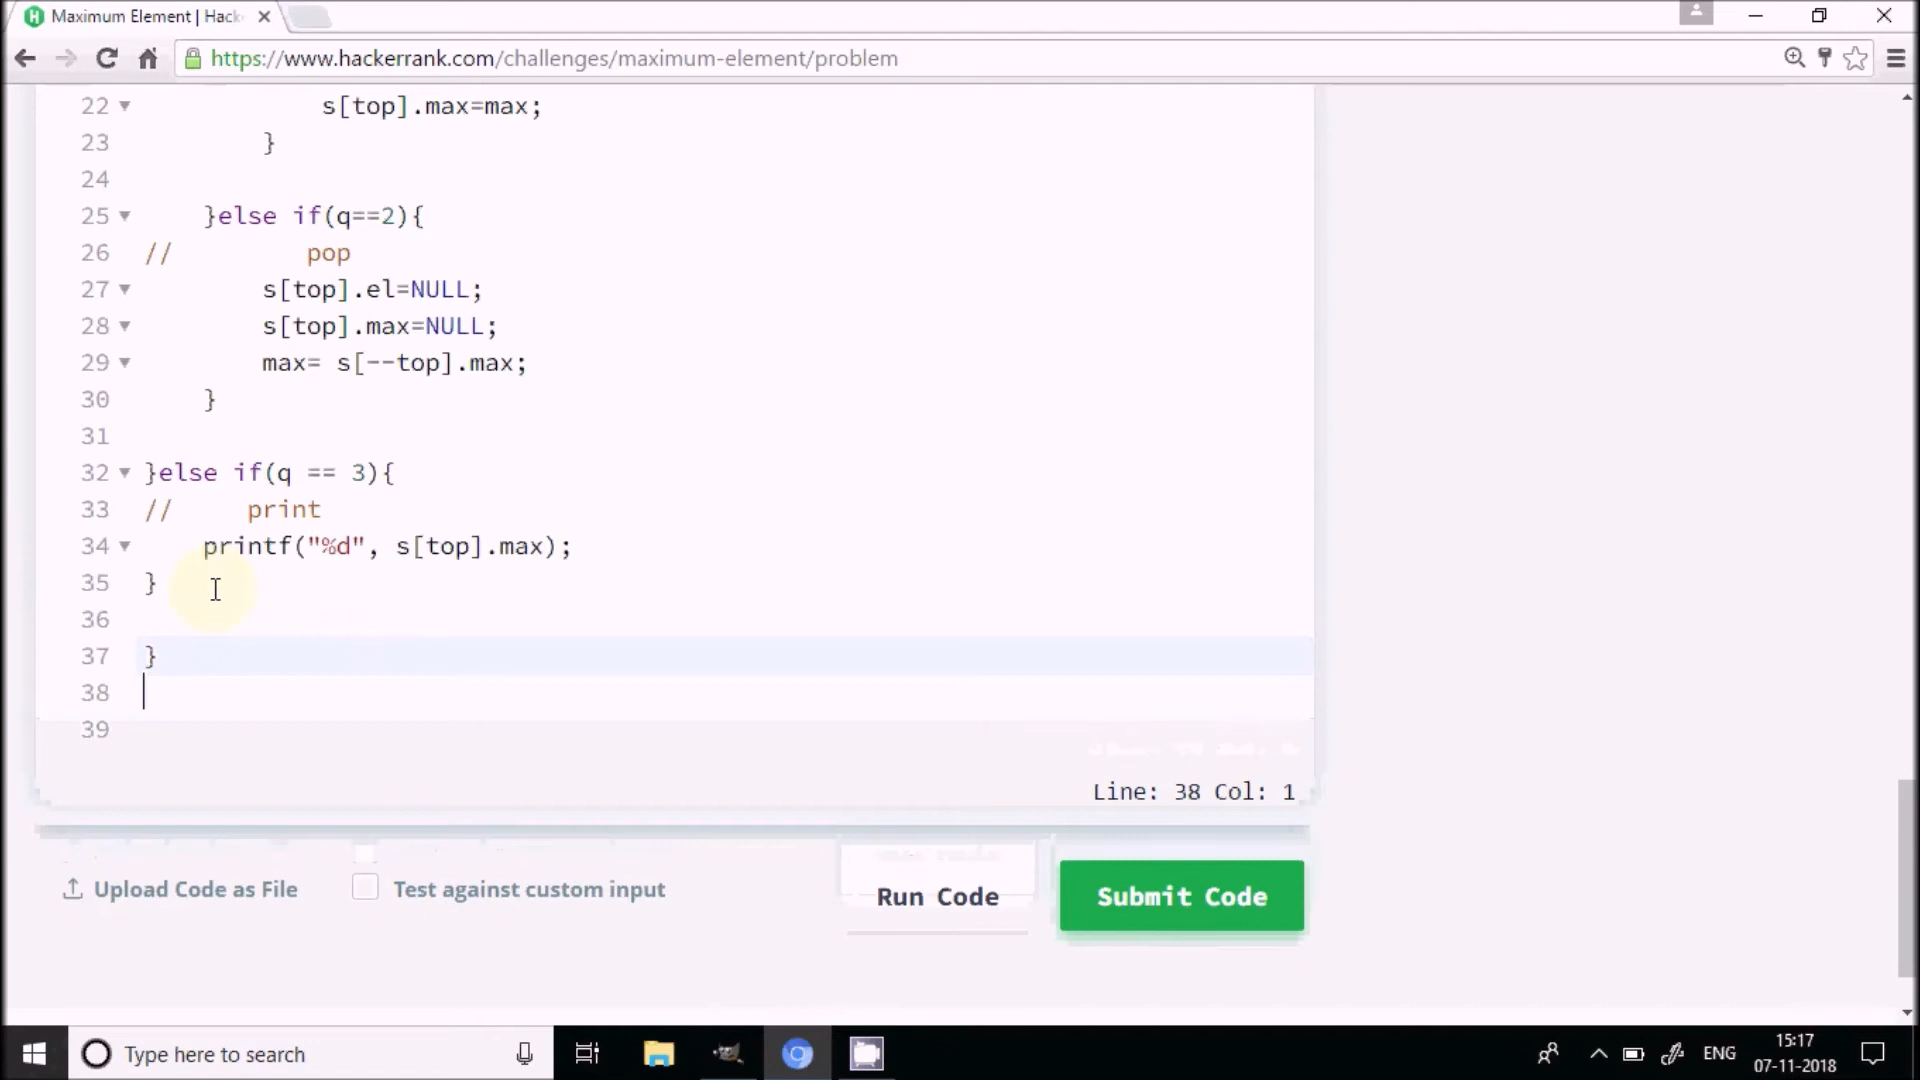 Maximum Element | Hack
https://www.hackerrank.com/challenges/maximum-element/problem
22 s[top].max=max;
23 }
24
25 }else if(q==2){
26 // pop
27 s[top].el=NULL;
28 s[top].max=NULL;
29 max= s[--top].max;
30 }
31
32 }else if(q == 3){
33 // print
34 printf("%d", s[top].max);
35 }
36
37 }
38
39
Line: 38 Col: 1
Upload Code as File
Test against custom input
Run Code
Submit Code
Type here to search
ENG
15:17
07-11-2018